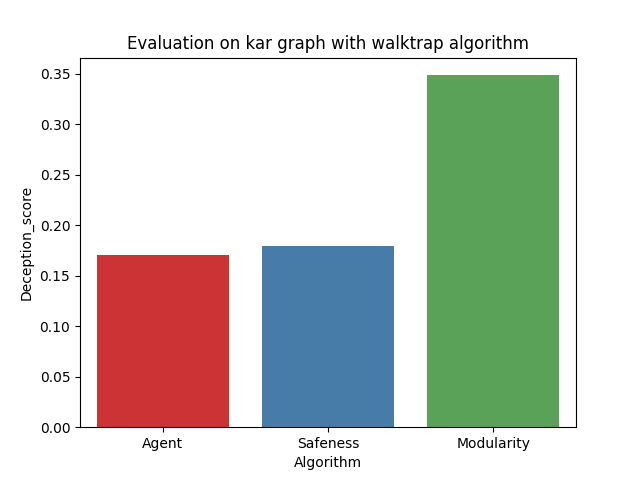 Evaluation on kar graph with walktrap algorithm
Deception_score
0.35
0.30
0.25
0.20
0.15
0.10
0.05
0.00
Agent Safeness Modularity
Algorithm